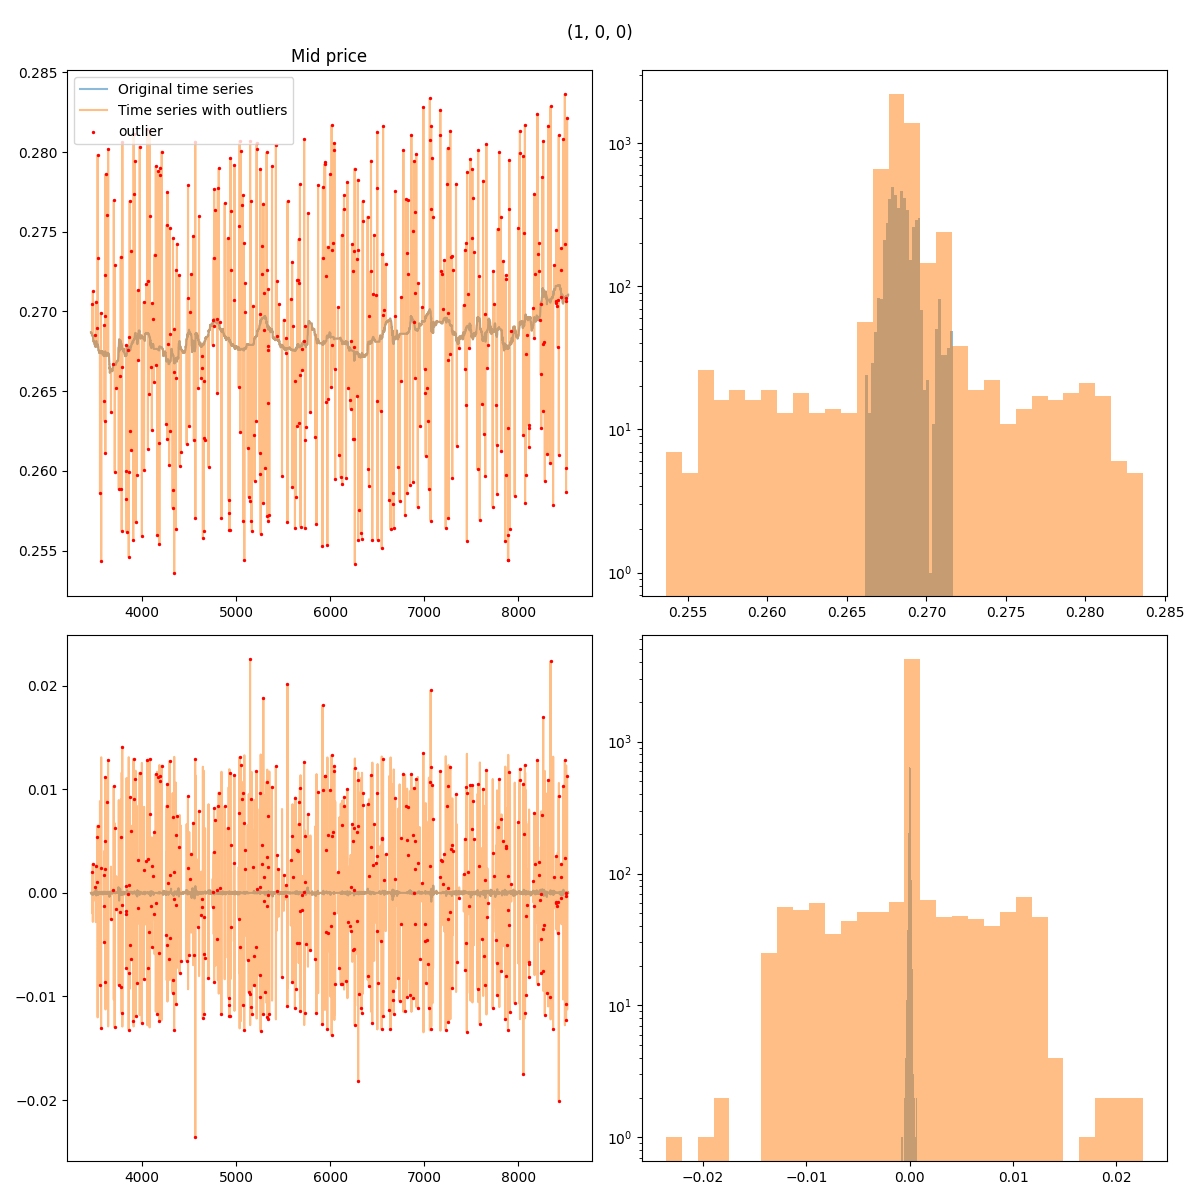 (1, 0, 0)
Mid price
Original time series
Time series with outliers
outlier
0.285
0.280
0.275
0.270
0.265
0.260
0.255
4000 5000 6000 7000 8000
10³
10²
10¹
10⁰
0.255 0.260 0.265 0.270 0.275 0.280 0.285
0.02
0.01
0.00
−0.01
−0.02
4000 5000 6000 7000 8000
10³
10²
10¹
10⁰
−0.02 −0.01 0.00 0.01 0.02